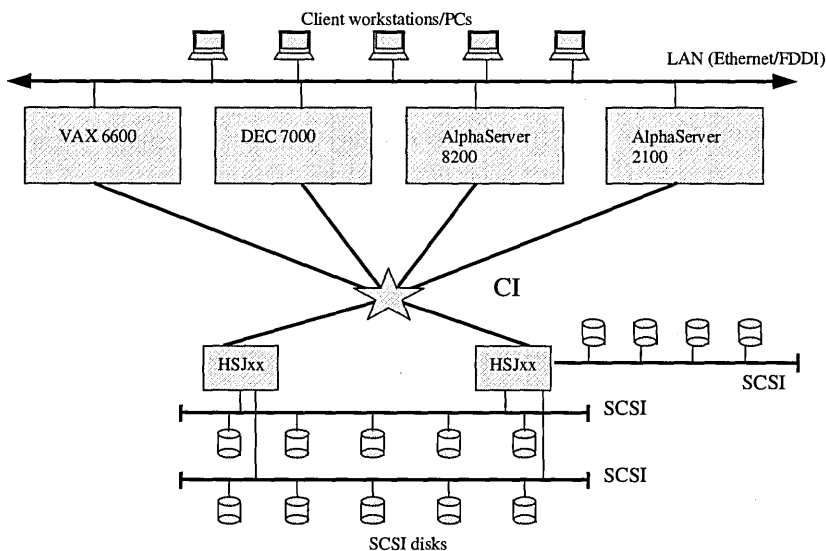 Client workstations/PCs
LAN (Ethernet/FDDI)
VAX 6600
DEC 7000
AlphaServer
8200
AlphaServer
2100
CI
HSJxx
HSJxx
SCSI
SCSI
SCSI
SCSI disks